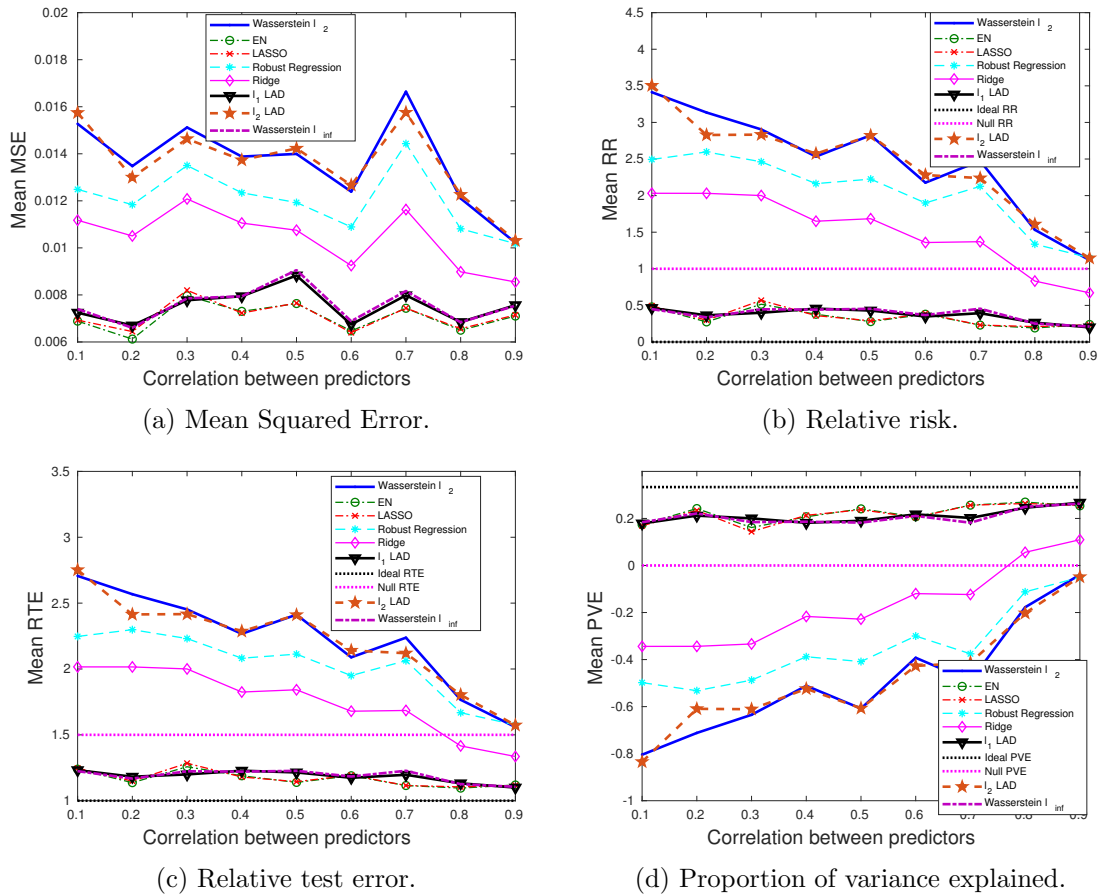 0.02
0.018
0.016
0.014
0.012
0.01
0.008
0.006
Mean MSE
0.1 0.2 0.3 0.4 0.5 0.6 0.7 0.8 0.9
Correlation between predictors
Wasserstein l2
EN
LASSO
Robust Regression
Ridge
l1 LAD
l2 LAD
Wasserstein linf
(a) Mean Squared Error.
4.5
4
3.5
3
2.5
2
1.5
1
0.5
0
Mean RR
0.1 0.2 0.3 0.4 0.5 0.6 0.7 0.8 0.9
Correlation between predictors
Wasserstein l2
EN
LASSO
Robust Regression
Ridge
l1 LAD
Ideal RR
Null RR
l2 LAD
Wasserstein linf
(b) Relative risk.
3.5
3
2.5
2
1.5
1
Mean RTE
0.1 0.2 0.3 0.4 0.5 0.6 0.7 0.8 0.9
Correlation between predictors
Wasserstein l2
EN
LASSO
Robust Regression
Ridge
l1 LAD
Ideal RTE
Null RTE
l2 LAD
Wasserstein linf
(c) Relative test error.
0.2
0
-0.2
-0.4
-0.6
-0.8
-1
Mean PVE
0.1 0.2 0.3 0.4 0.5 0.6 0.7 0.8 0.9
Correlation between predictors
Wasserstein l2
EN
LASSO
Robust Regression
Ridge
l1 LAD
Ideal PVE
Null PVE
l2 LAD
Wasserstein linf
(d) Proportion of variance explained.